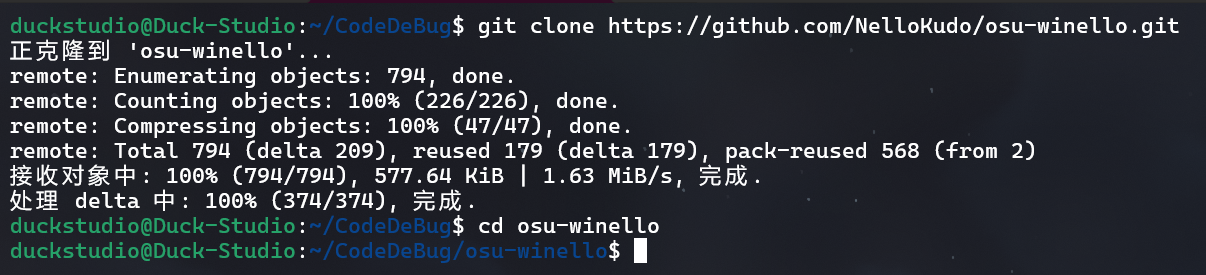 duckstudio@Duck-Studio:~/CodeDeBug$ git clone https://github.com/NelloKudo/osu-winello.git
正克隆到 'osu-winello'...
remote: Enumerating objects: 794, done.
remote: Counting objects: 100% (226/226), done.
remote: Compressing objects: 100% (47/47), done.
remote: Total 794 (delta 209), reused 179 (delta 179), pack-reused 568 (from 2)
接收对象中: 100% (794/794), 577.64 KiB | 1.63 MiB/s, 完成.
处理 delta 中: 100% (374/374), 完成.
duckstudio@Duck-Studio:~/CodeDeBug$ cd osu-winello
duckstudio@Duck-Studio:~/CodeDeBug/osu-winello$